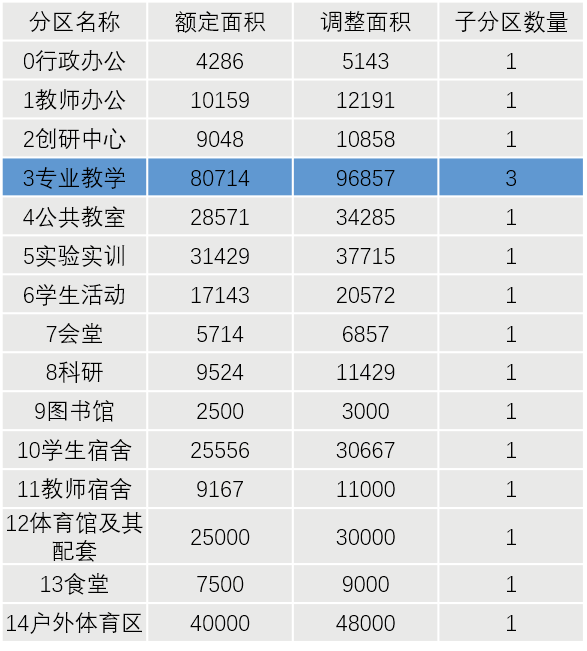 分区名称 额定面积 调整面积 子分区数量
0行政办公 4286 5143 1
1教师办公 10159 12191 1
2创研中心 9048 10858 1
3专业教学 80714 96857 3
4公共教室 28571 34285 1
5实验实训 31429 37715 1
6学生活动 17143 20572 1
7会堂 5714 6857 1
8科研 9524 11429 1
9图书馆 2500 3000 1
10学生宿舍 25556 30667 1
11教师宿舍 9167 11000 1
12体育馆及其
配套 25000 30000 1
13食堂 7500 9000 1
14户外体育区 40000 48000 1